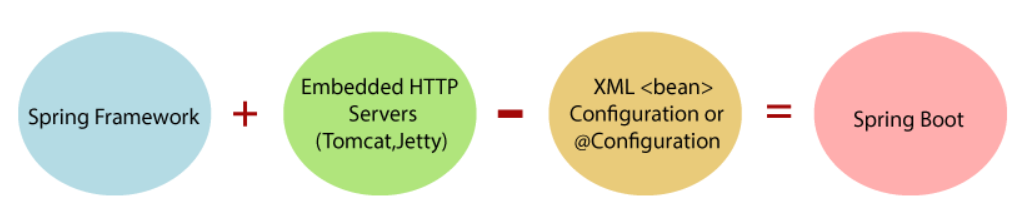 Spring Framework
+
Embedded HTTP
Servers
(Tomcat,Jetty)
-
XML <bean>
Configuration or
@Configuration
=
Spring Boot